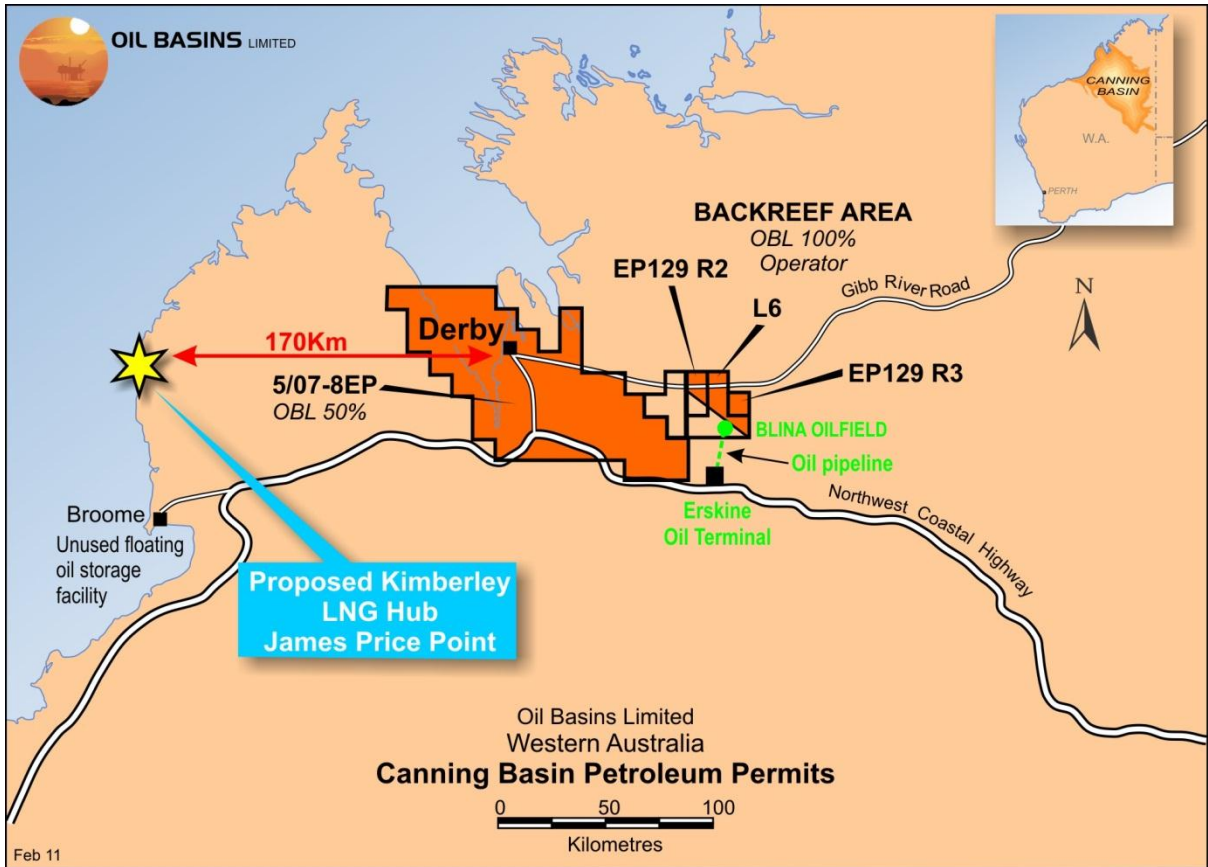 OIL BASINS LIMITED
CANNING
BASIN
W.A.
PERTH
BACKREEF AREA
OBL 100%
Operator
EP129 R2
L6
Gibb River Road
N
170Km
Derby
5/07-8EP
OBL 50%
EP129 R3
BLINA OILFIELD
Oil pipeline
Erskine
Oil Terminal
Northwest Coastal Highway
Broome
Unused floating
oil storage
facility
Proposed Kimberley
LNG Hub
James Price Point
Oil Basins Limited
Western Australia
Canning Basin Petroleum Permits
0 50 100
Kilometres
Feb 11